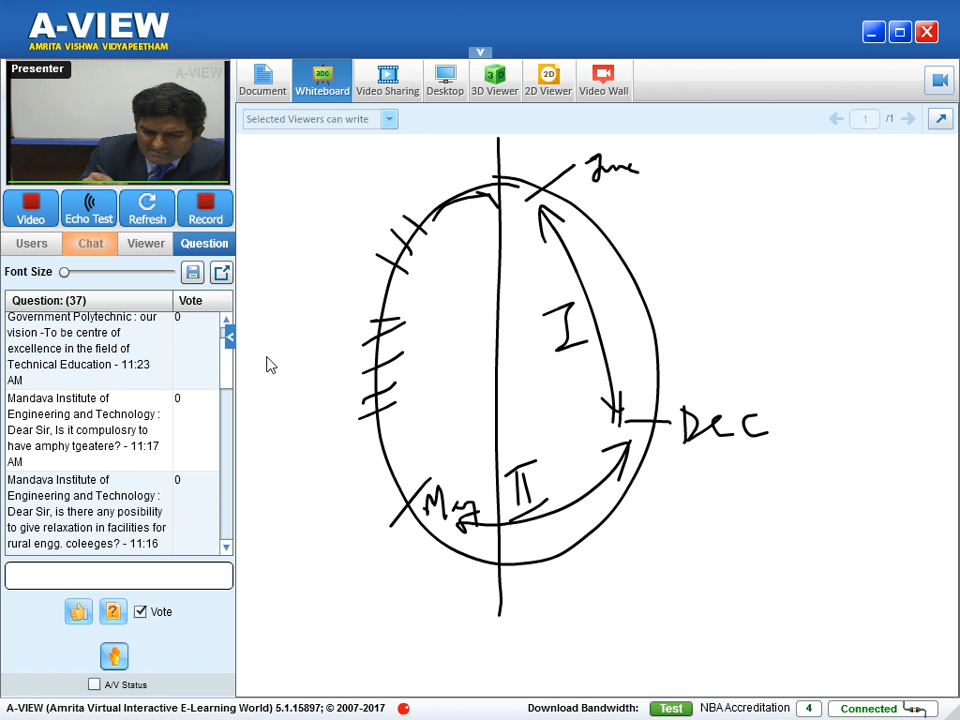 A-VIEW
AMRITA VISHWA VIDYAPEETHAM
Presenter
A-VIEW
Video
Echo Test
Refresh
Record
Document
Whiteboard
Video Sharing
Desktop
3D Viewer
2D Viewer
Video Wall
Selected Viewers can write
1 /1
Users
Chat
Viewer
Question
Font Size
Question: (37) Vote
Government Polytechnic : our 0
vision -To be centre of
excellence in the field of
Technical Education - 11:23
AM
Mandava Institute of 0
Engineering and Technology :
Dear Sir, Is it compulosry to
have amphy tgeatere? - 11:17
AM
Mandava Institute of 0
Engineering and Technology :
Dear Sir, is there any posibility
to give relaxation in facilities for
rural engg. coleeges? - 11:16
Vote
A/V Status
June
I
DEC
II
May
A-VIEW (Amrita Virtual Interactive E-Learning World) 5.1.15897; © 2007-2017
Download Bandwidth: Test NBA Accreditation 4 Connected